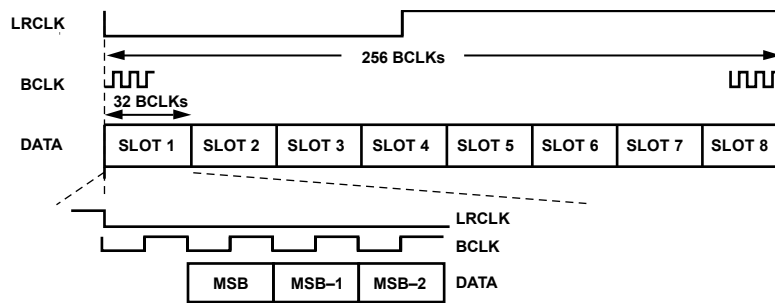 LRCLK
256 BCLKs
BCLK
32 BCLKs
DATA SLOT 1 SLOT 2 SLOT 3 SLOT 4 SLOT 5 SLOT 6 SLOT 7 SLOT 8
LRCLK
BCLK
MSB MSB–1 MSB–2 DATA